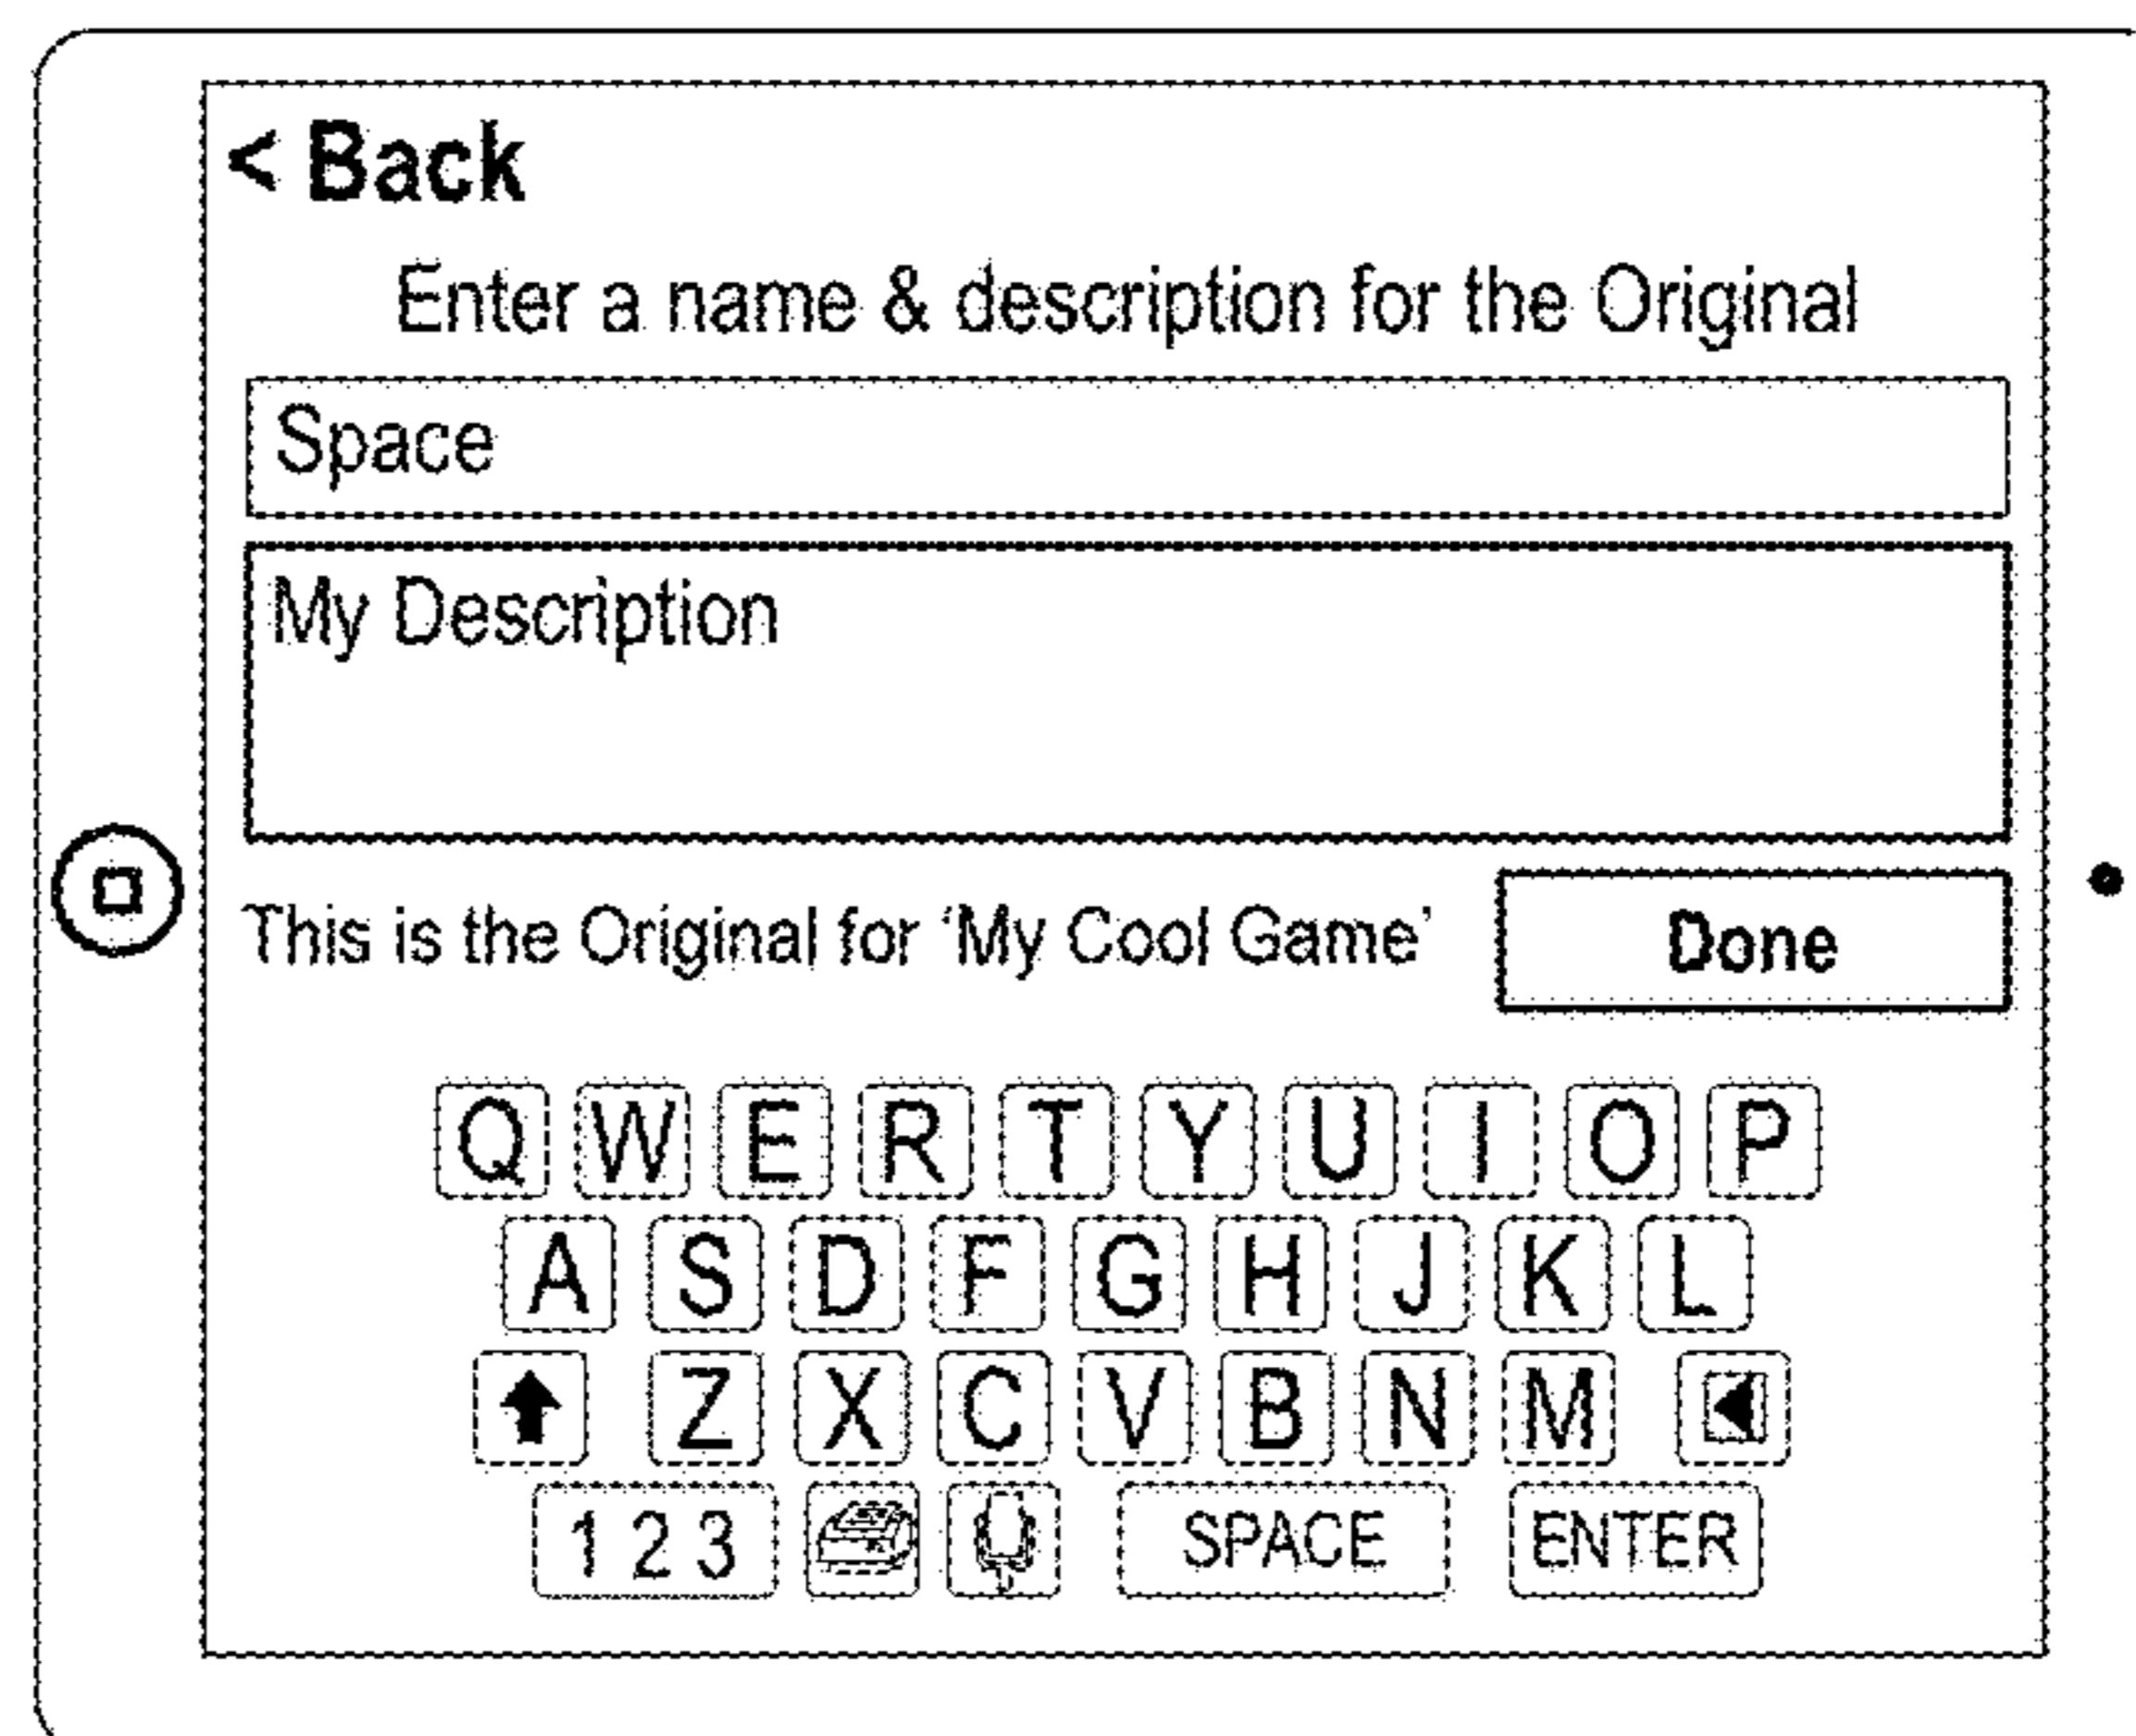 < Back
Enter a name & description for the Original
Space
My Description
This is the Original for ‘My Cool Game’
Done
Q W E R T Y U I O P
A S D F G H J K L
Z X C V B N M
1 2 3 SPACE ENTER